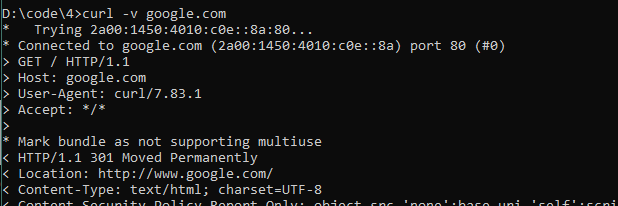 D:\code\4>curl -v google.com
*   Trying 2a00:1450:4010:c0e::8a:80...
* Connected to google.com (2a00:1450:4010:c0e::8a) port 80 (#0)
> GET / HTTP/1.1
> Host: google.com
> User-Agent: curl/7.83.1
> Accept: */*
>
* Mark bundle as not supporting multiuse
< HTTP/1.1 301 Moved Permanently
< Location: http://www.google.com/
< Content-Type: text/html; charset=UTF-8
< Content-Security-Policy-Report-Only: object-src 'none';base-uri 'self';scri